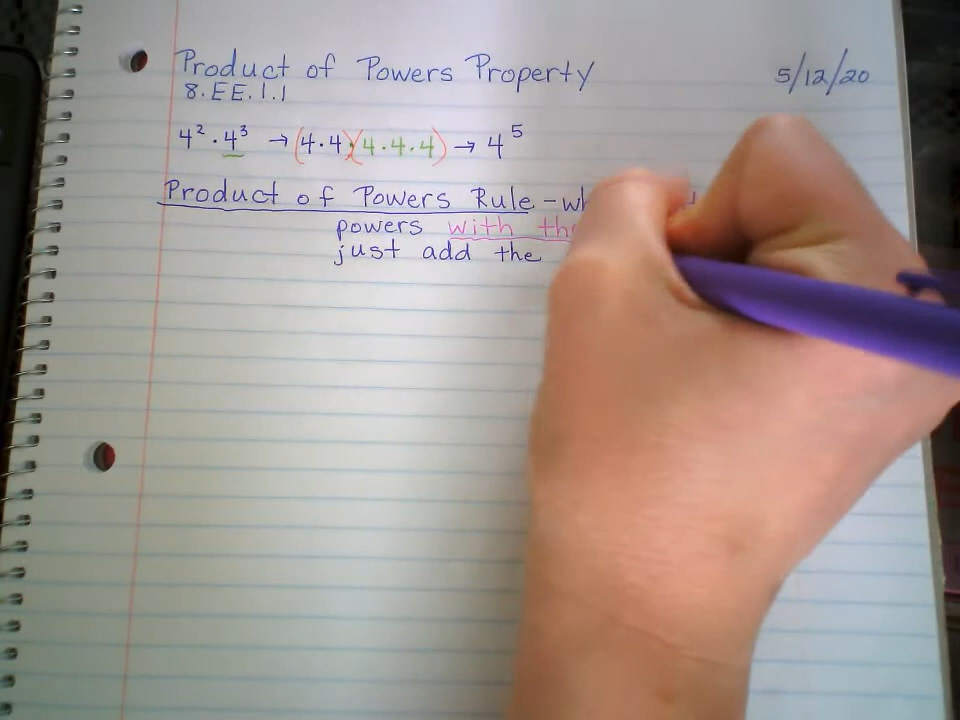 Product of Powers Property
5/12/20
8.EE.1.1
4² · 4³ → (4·4)·(4·4·4) → 4⁵
Product of Powers Rule -
powers with
just add the